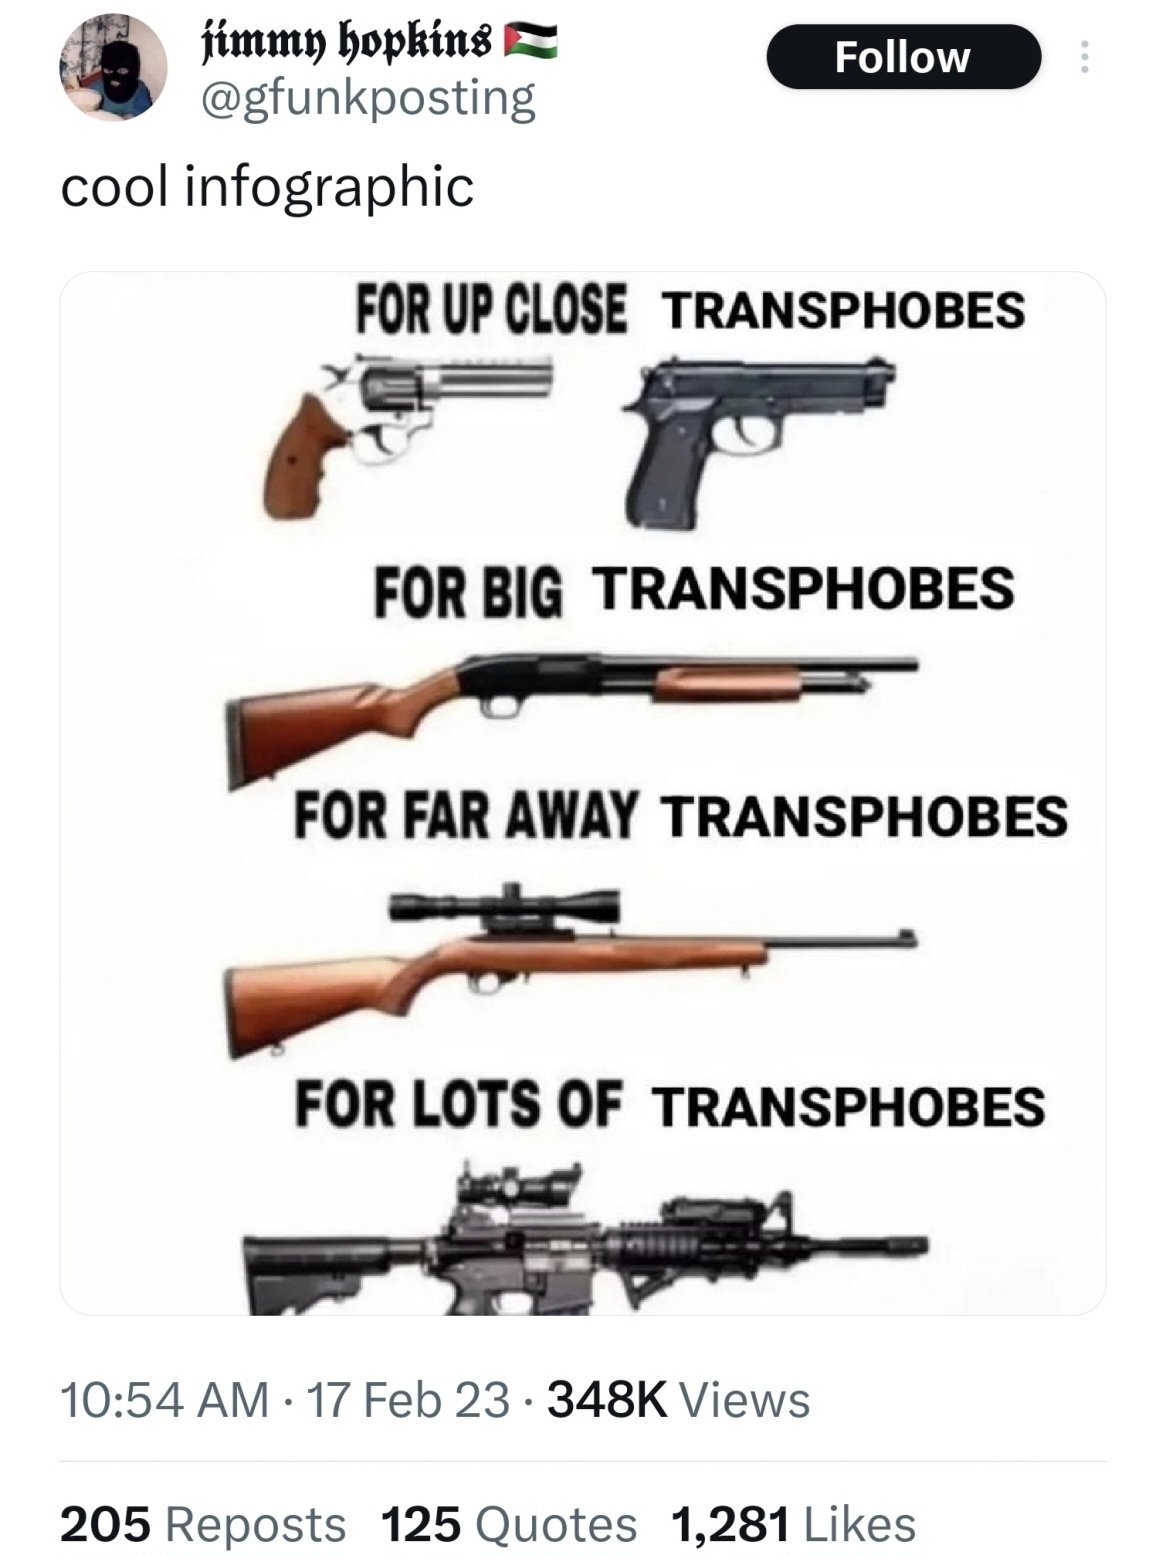 jimmy hopkins 🇵🇸
Follow
@gfunkposting
cool infographic
FOR UP CLOSE TRANSPHOBES
FOR BIG TRANSPHOBES
FOR FAR AWAY TRANSPHOBES
FOR LOTS OF TRANSPHOBES
10:54 AM · 17 Feb 23 · 348K Views
205 Reposts 125 Quotes 1,281 Likes